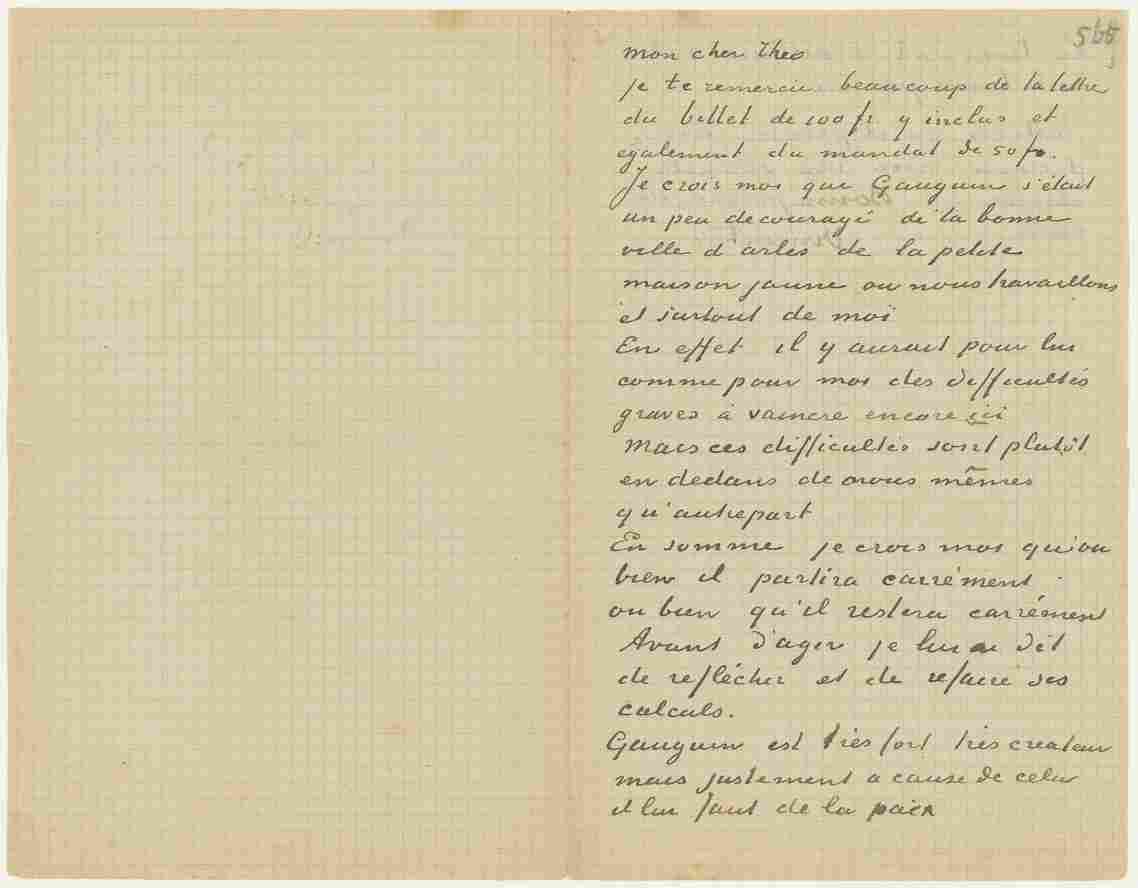 565
mon cher Theo
je te remercie beaucoup de ta lettre
du billet de 100 fr. y inclus et
egalement du mandat de 50 fr.
Je crois moi que Gauguin s'était
un peu decouragé de la bonne
ville d'arles de la petite
maison jaune ou nous travaillons
et surtout de moi
En effet il y aurait pour lui
comme pour moi des difficultés
graves à vaincre encore ici
Mais ces difficultés sont plutôt
en dedans de nous mêmes
qu'autrepart
En somme je crois moi qu'ou
bien il partira carrément
ou bien qu'il restera carrément
Avant d'agir je lui ai dit
de reflécher et de refaire ses
calculs.
Gauguin est très fort très createur
mais justement a cause de cela
il lui faut de la paix